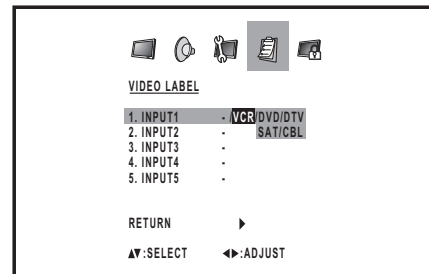 VIDEO LABEL
1. INPUT1 - /VCR/DVD/DTV
2. INPUT2 - SAT/CBL
3. INPUT3 -
4. INPUT4 -
5. INPUT5 -
RETURN ▶
▲▼:SELECT ◀▶:ADJUST